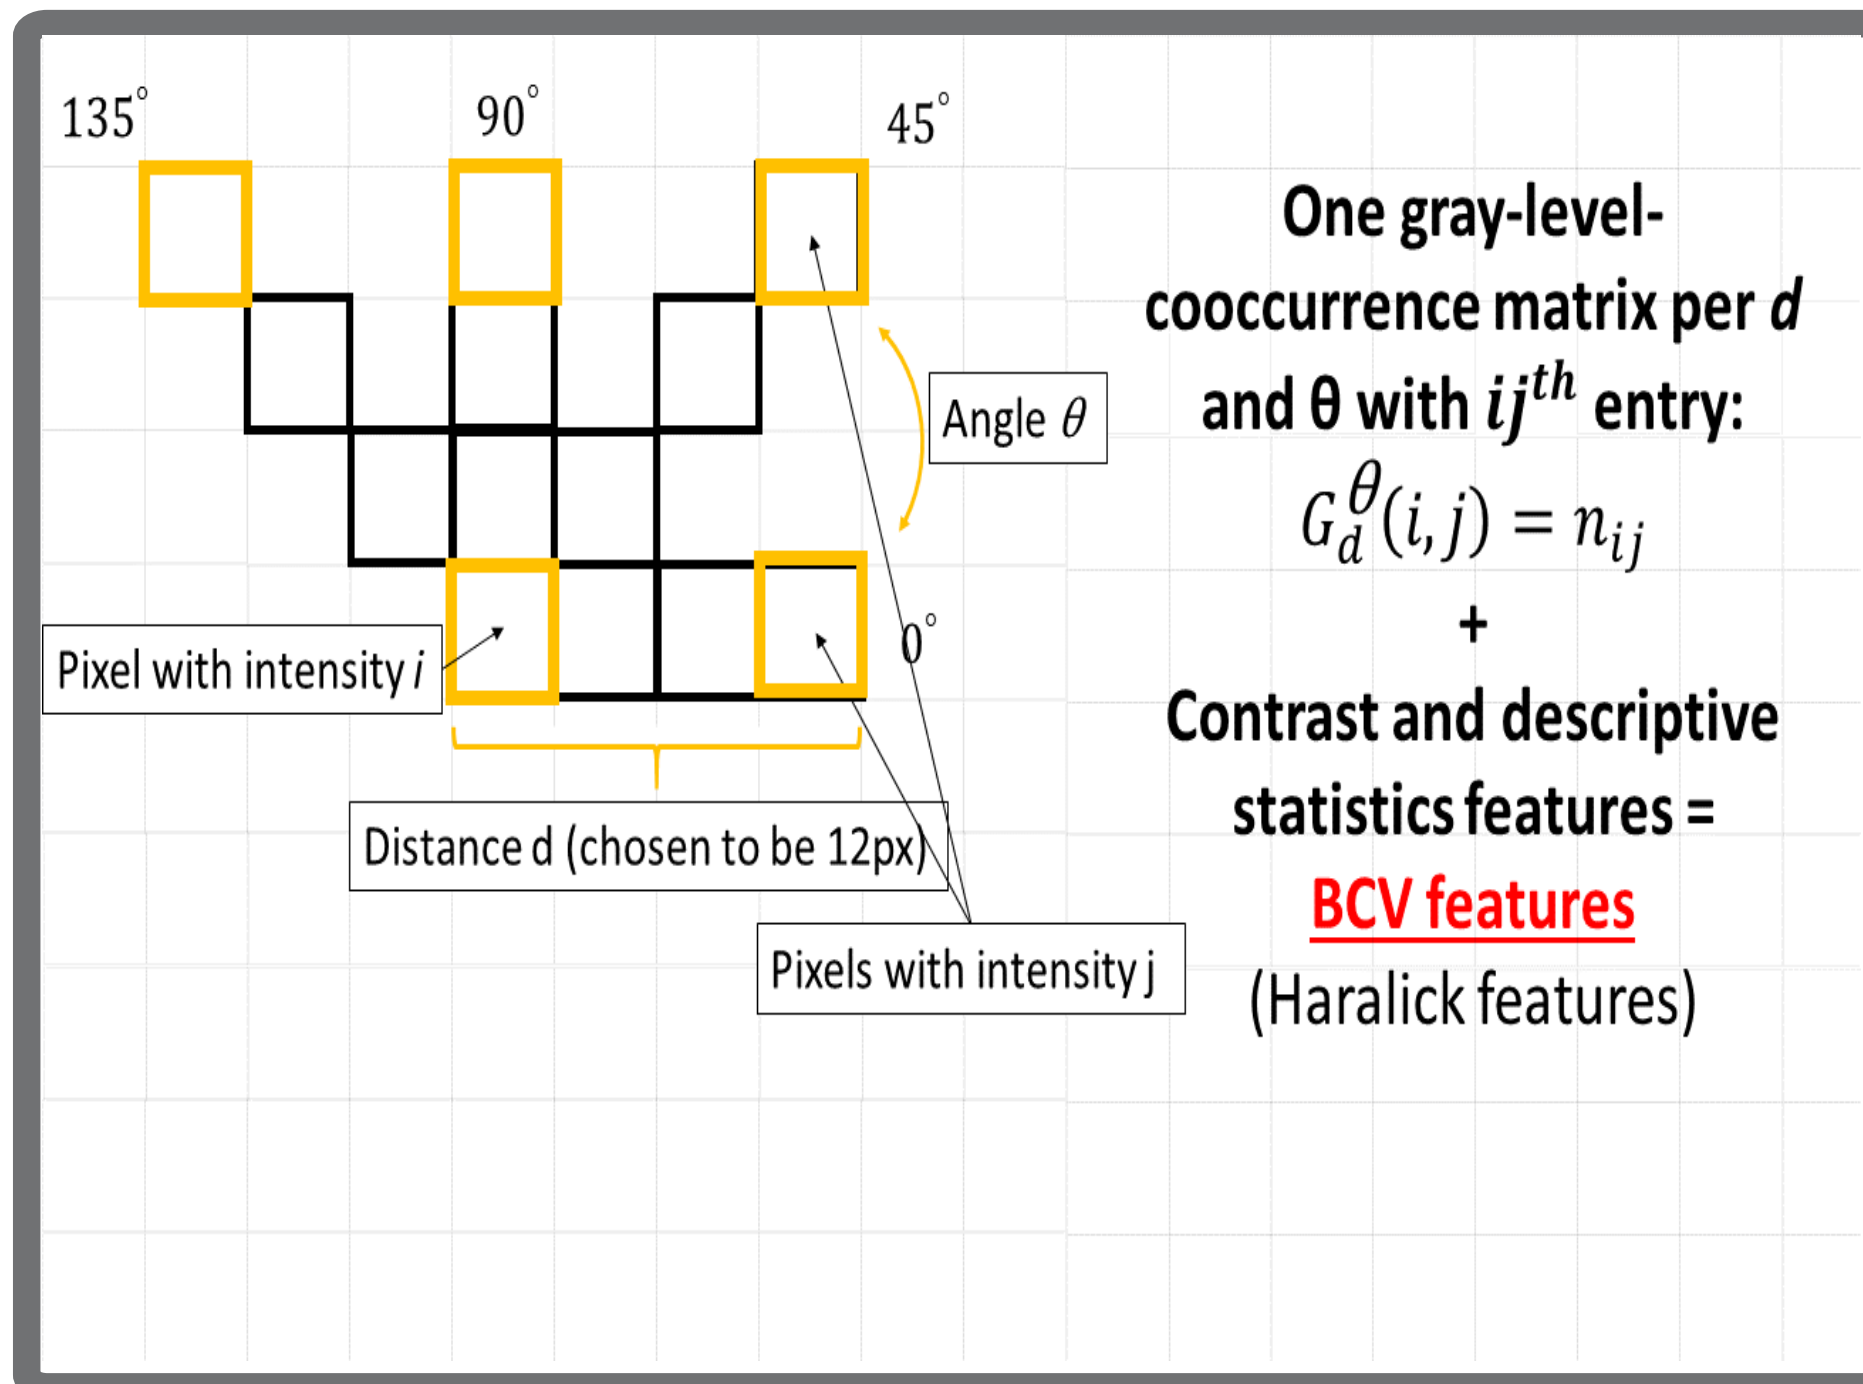 135°
90°
45°
Angle θ
0°
Pixel with intensity i
Distance d (chosen to be 12px)
Pixels with intensity j
One gray-level-
cooccurrence matrix per d
and θ with ij^th entry:
G_d^θ(i,j) = n_ij
+
Contrast and descriptive
statistics features =
BCV features
(Haralick features)